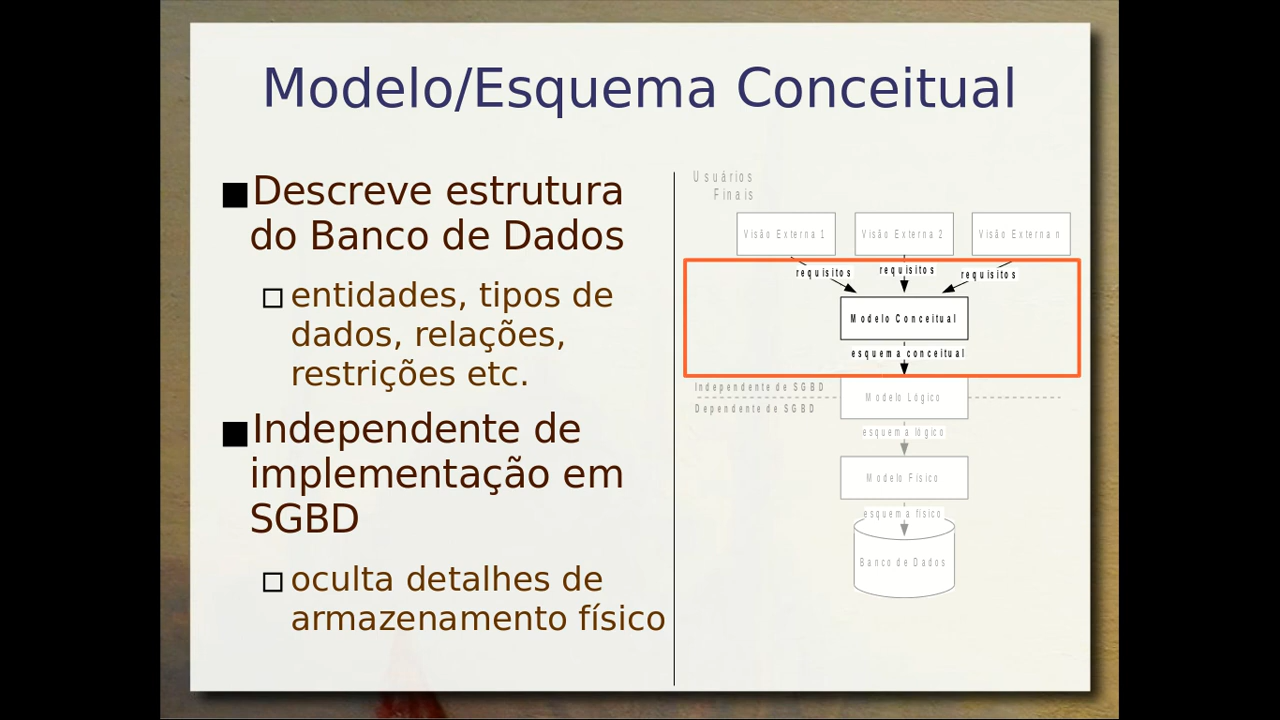 Modelo/Esquema Conceitual
Descreve estrutura
do Banco de Dados
entidades, tipos de
dados, relações,
restrições etc.
Independente de
implementação em
SGBD
oculta detalhes de
armazenamento físico
Usuários
Finais
Visão Externa 1
Visão Externa 2
Visão Externa n
requisitos
requisitos
requisitos
Modelo Conceitual
esquema conceitual
Independente de SGBD
Dependente de SGBD
Modelo Lógico
esquema lógico
Modelo Físico
esquema físico
Banco de Dados